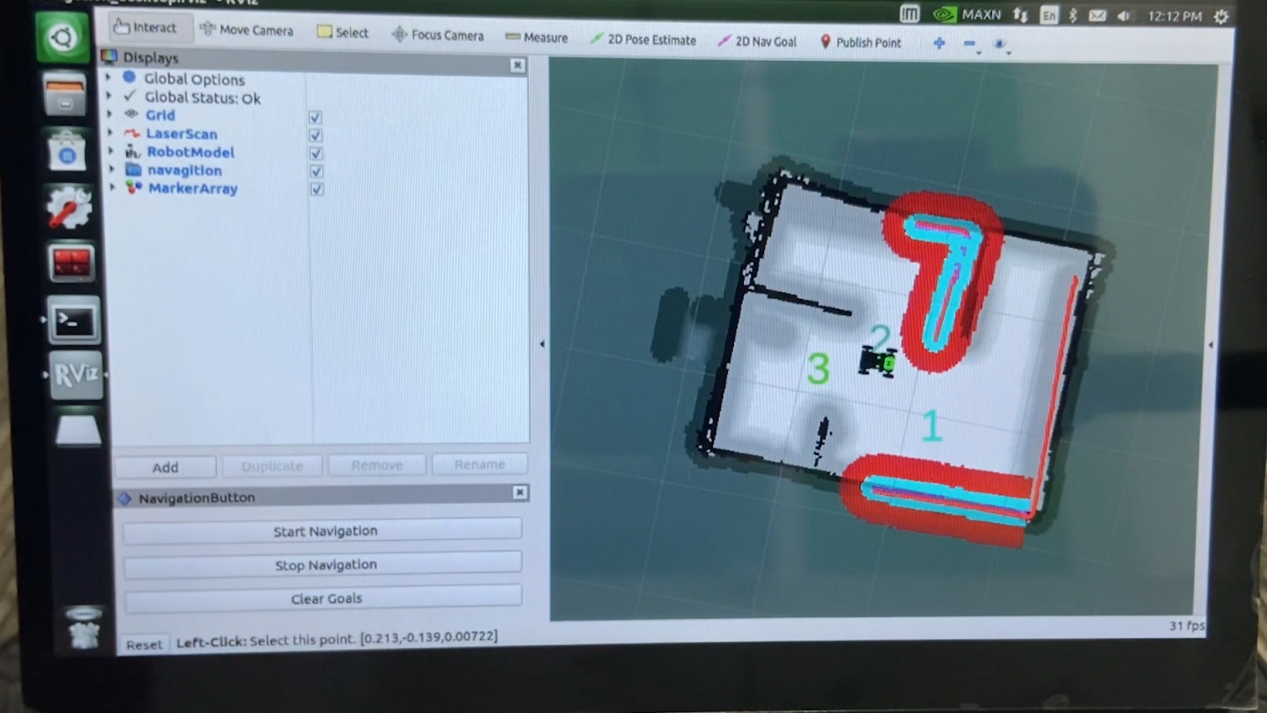 MAXN En 12:12 PM
Interact Move Camera Select Focus Camera Measure 2D Pose Estimate 2D Nav Goal Publish Point
Displays
Global Options
Global Status: Ok
Grid
LaserScan
RobotModel
navagition
MarkerArray
Add Duplicate Remove Rename
NavigationButton
Start Navigation
Stop Navigation
Clear Goals
Reset Left-Click: Select this point. [0.213,-0.139,0.00722]
31 fps
RViz
2
3
1